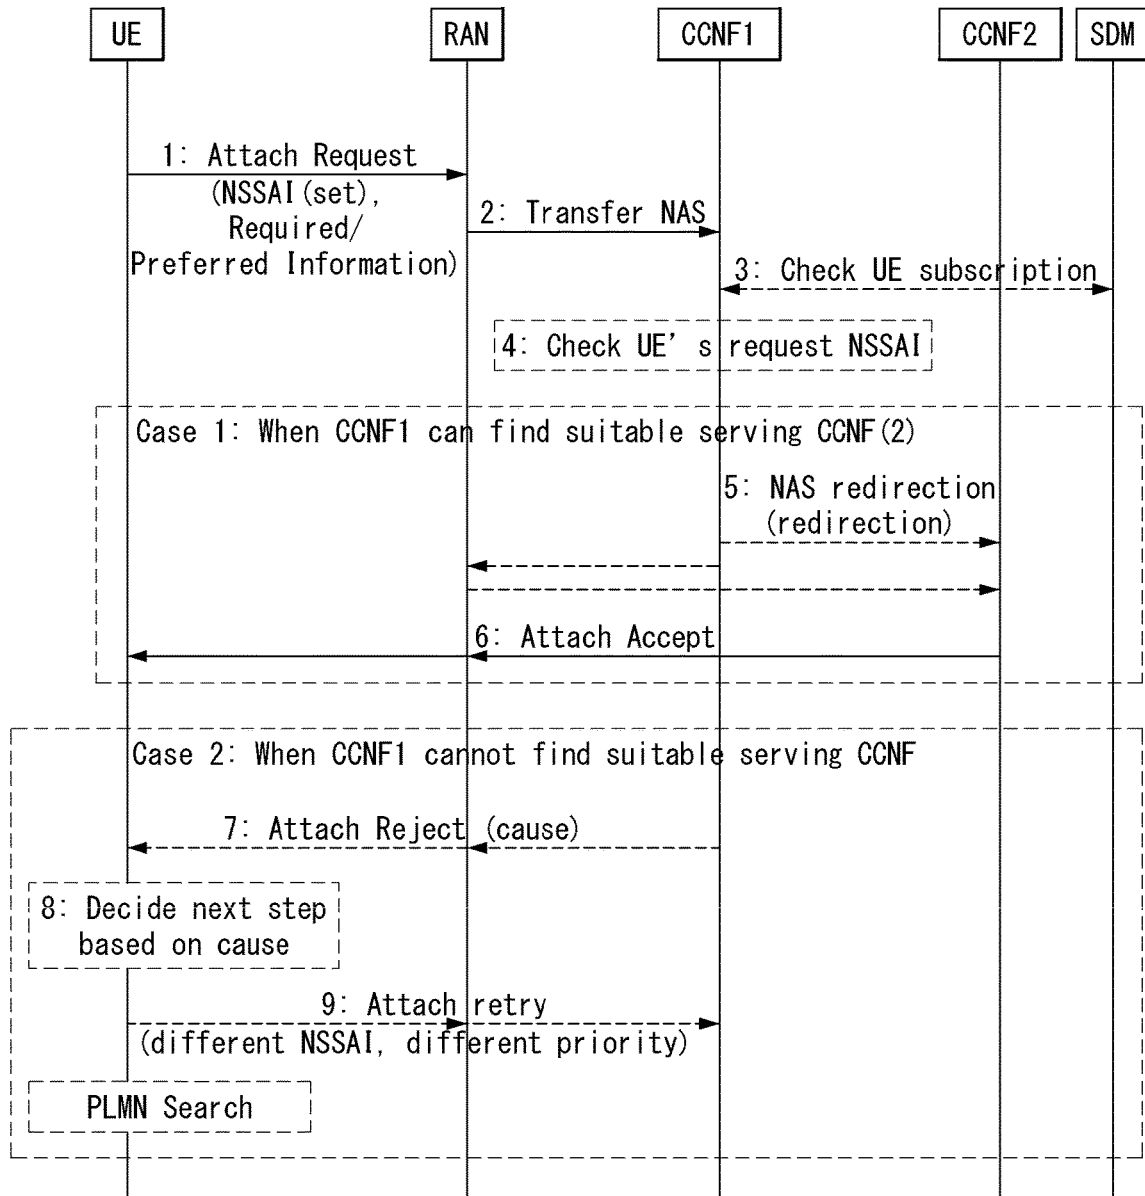 UE
RAN
CCNF1
CCNF2
SDM
1: Attach Request
(NSSAI(set),
Required/
Preferred Information)
2: Transfer NAS
3: Check UE subscription
4: Check UE's request NSSAI
Case 1: When CCNF1 can find suitable serving CCNF(2)
5: NAS redirection
(redirection)
6: Attach Accept
Case 2: When CCNF1 cannot find suitable serving CCNF
7: Attach Reject (cause)
8: Decide next step
based on cause
9: Attach retry
(different NSSAI, different priority)
PLMN Search